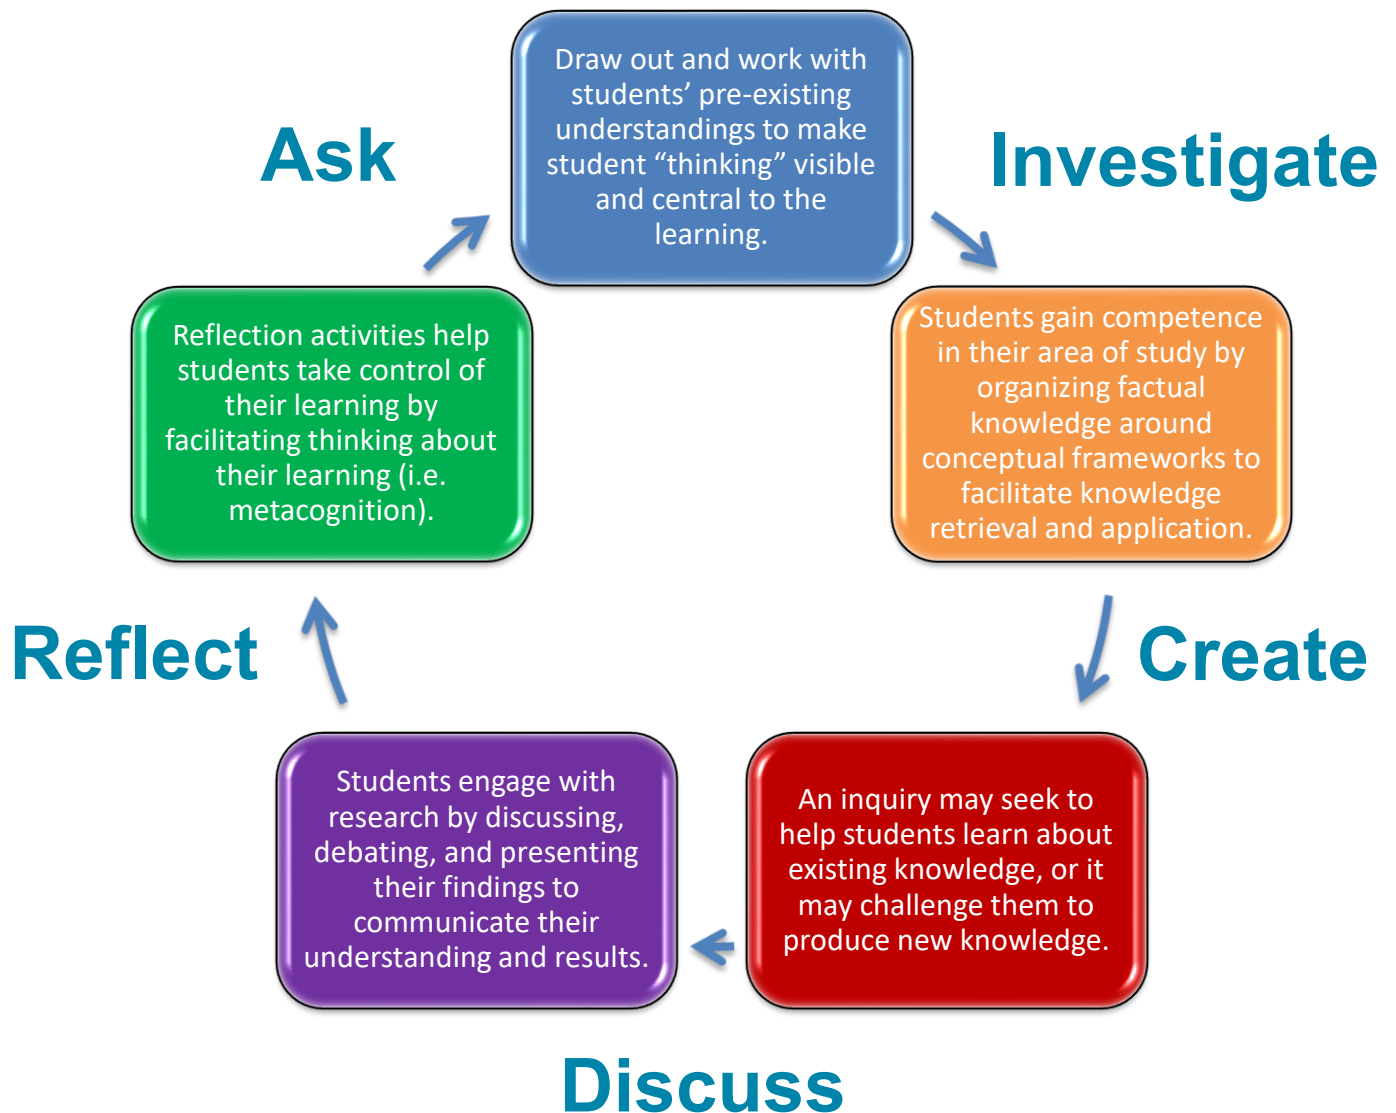 Ask
Draw out and work with
students’ pre-existing
understandings to make
student “thinking” visible
and central to the
learning.
Investigate
Students gain competence
in their area of study by
organizing factual
knowledge around
conceptual frameworks to
facilitate knowledge
retrieval and application.
Create
An inquiry may seek to
help students learn about
existing knowledge, or it
may challenge them to
produce new knowledge.
Discuss
Students engage with
research by discussing,
debating, and presenting
their findings to
communicate their
understanding and results.
Reflect
Reflection activities help
students take control of
their learning by
facilitating thinking about
their learning (i.e.
metacognition).